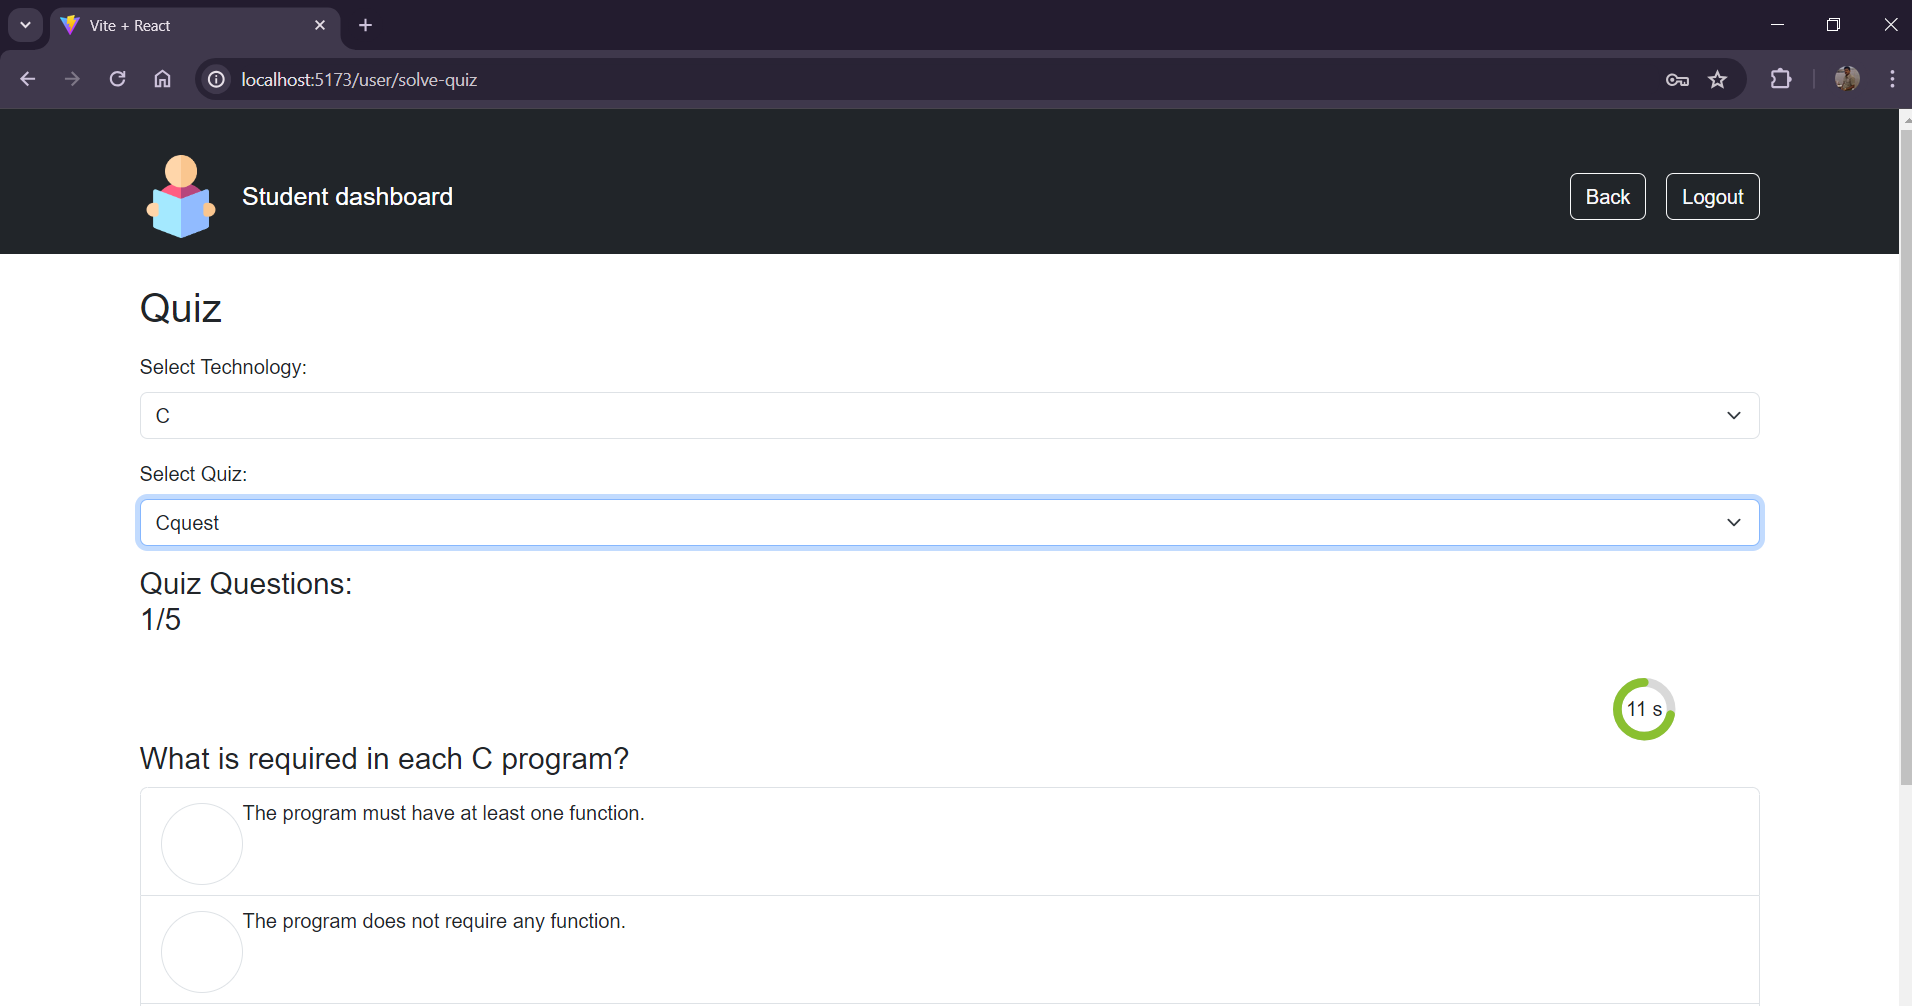 Vite + React
localhost:5173/user/solve-quiz
Student dashboard
Back
Logout
Quiz
Select Technology:
C
Select Quiz:
Cquest
Quiz Questions:
1/5
11 s
What is required in each C program?
The program must have at least one function.
The program does not require any function.